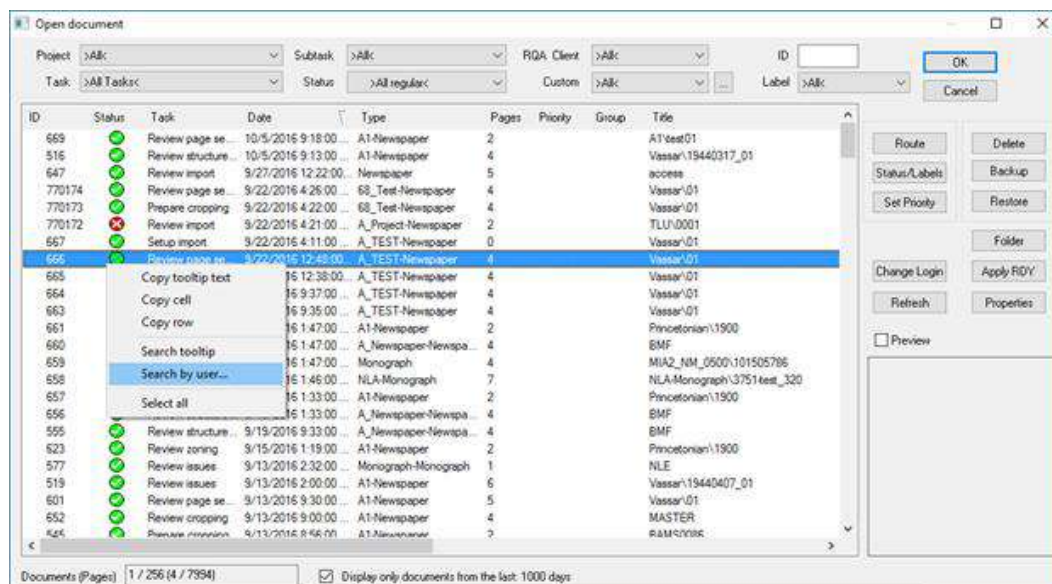 Open document
Project >All< Subtask >All< RQA Client >All< ID
Task >All Tasks< Status >All regular< Custom >All< ... Label >All<
OK
Cancel
ID Status Task Date Type Pages Priority Group Title
669 Review page se... 10/5/2016 9:18:00 ... A1-Newspaper 2 A1\test01
516 Review structure... 10/5/2016 9:13:00 ... A1-Newspaper 4 Vassar\19440317_01
647 Review import 9/27/2016 12:22:00... Newspaper 5 access
770174 Review page se... 9/22/2016 4:26:00 ... 68_Test-Newspaper 4 Vassar\01
770173 Prepare cropping 9/22/2016 4:22:00 ... 68_Test-Newspaper 4 Vassar\01
770172 Review import 9/22/2016 4:21:00 ... A_Project-Newspaper 2 TLU\0001
667 Setup import 9/22/2016 4:11:00 ... A_TEST-Newspaper 0 Vassar\01
666 Review page se... 9/22/2016 12:48:00... A_TEST-Newspaper 4 Vassar\01
665 16 12:38:00... A_TEST-Newspaper 4 Vassar\01
664 16 9:37:00 ... A_TEST-Newspaper 4 Vassar\01
663 16 9:35:00 ... A_TEST-Newspaper 4 Vassar\01
661 16 1:47:00 ... A1-Newspaper 2 Princetonian\1900
660 16 1:47:00 ... A_Newspaper-Newspa... 4 BMF
659 16 1:47:00 ... Monograph 4 MIA2_NM_0500\101505786
658 16 1:46:00 ... NLA-Monograph 7 NLA-Monograph\3751-test_320
657 16 1:33:00 ... A1-Newspaper 2 Princetonian\1900
656 16 1:33:00 ... A_Newspaper-Newspa... 4 BMF
555 Review structure... 9/19/2016 9:33:00 ... A_Newspaper-Newspa... 4 BMF
623 Review zoning 9/15/2016 1:19:00 ... A1-Newspaper 2 Princetonian\1900
577 Review issues 9/13/2016 2:32:00 ... Monograph-Monograph 1 NLE
519 Review issues 9/13/2016 2:00:00 ... A1-Newspaper 6 Vassar\19440407_01
601 Review page se... 9/13/2016 9:30:00 ... A1-Newspaper 5 Vassar\01
652 Review cropping 9/13/2016 9:00:00 ... A1-Newspaper 4 MASTER
545 Prepare cropping 9/13/2016 8:56:00 ... A1-Newspaper 2 BAMS0086
Copy tooltip text
Copy cell
Copy row
Search tooltip
Search by user...
Select all
Route Delete
Status/Labels Backup
Set Priority Restore
Folder
Change Login Apply RDY
Refresh Properties
Preview
Documents (Pages) 1 / 256 (4 / 7994) Display only documents from the last: 1000 days